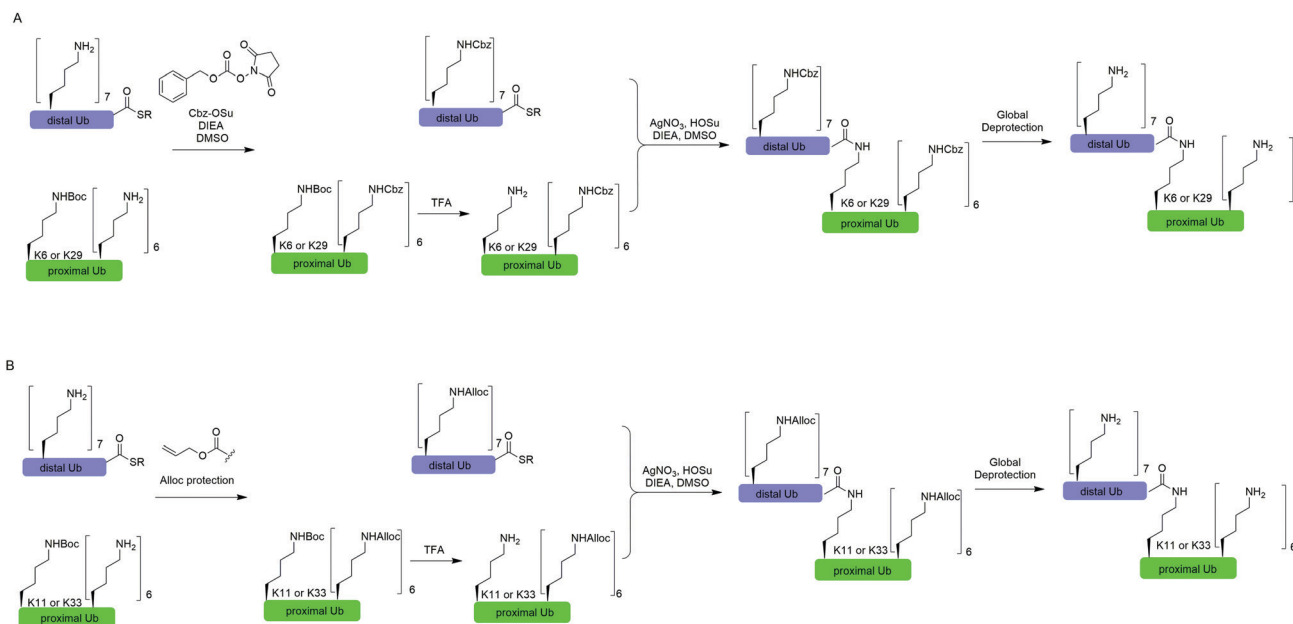 A
NH2
7
O
SR
distal Ub
O
O
O
O
N
O
Cbz-OSu
DIEA
DMSO
NHCbz
7
O
SR
distal Ub
NHBoc
NH2
6
K6 or K29
proximal Ub
NHBoc
NHCbz
6
K6 or K29
proximal Ub
TFA
NH2
NHCbz
6
K6 or K29
proximal Ub
AgNO3, HOSu
DIEA, DMSO
NHCbz
7
O
distal Ub
NH
NHCbz
6
K6 or K29
proximal Ub
Global
Deprotection
NH2
7
O
distal Ub
NH
NH2
6
K6 or K29
proximal Ub
B
NH2
7
O
SR
distal Ub
O
O
Alloc protection
NHAlloc
7
O
SR
distal Ub
NHBoc
NH2
6
K11 or K33
proximal Ub
NHBoc
NHAlloc
6
K11 or K33
proximal Ub
TFA
NH2
NHAlloc
6
K11 or K33
proximal Ub
AgNO3, HOSu
DIEA, DMSO
NHAlloc
7
O
distal Ub
NH
NHAlloc
6
K11 or K33
proximal Ub
Global
Deprotection
NH2
7
O
distal Ub
NH
NH2
6
K11 or K33
proximal Ub